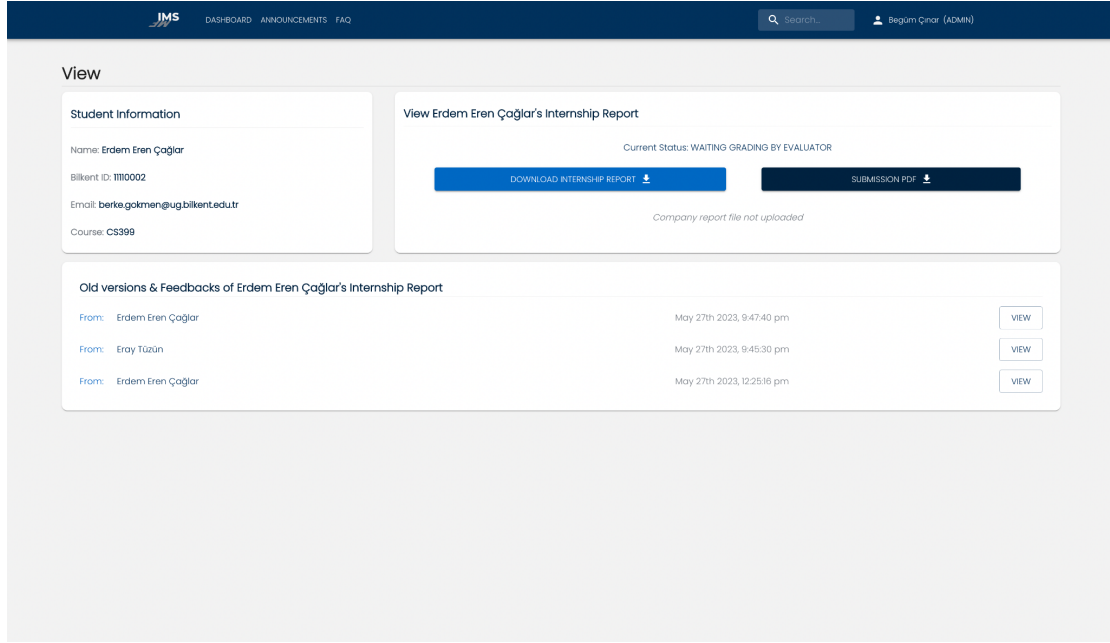 IMS DASHBOARD ANNOUNCEMENTS FAQ Search... Begüm Çınar (ADMIN)
View
Student Information
Name: Erdem Eren Çağlar
Bilkent ID: 11110002
Email: berke.gokmen@ug.bilkent.edu.tr
Course: CS399
View Erdem Eren Çağlar's Internship Report
Current Status: WAITING GRADING BY EVALUATOR
DOWNLOAD INTERNSHIP REPORT SUBMISSION PDF
Company report file not uploaded
Old versions & Feedbacks of Erdem Eren Çağlar's Internship Report
From: Erdem Eren Çağlar May 27th 2023, 9:47:40 pm VIEW
From: Eray Tüzün May 27th 2023, 9:45:30 pm VIEW
From: Erdem Eren Çağlar May 27th 2023, 12:25:16 pm VIEW